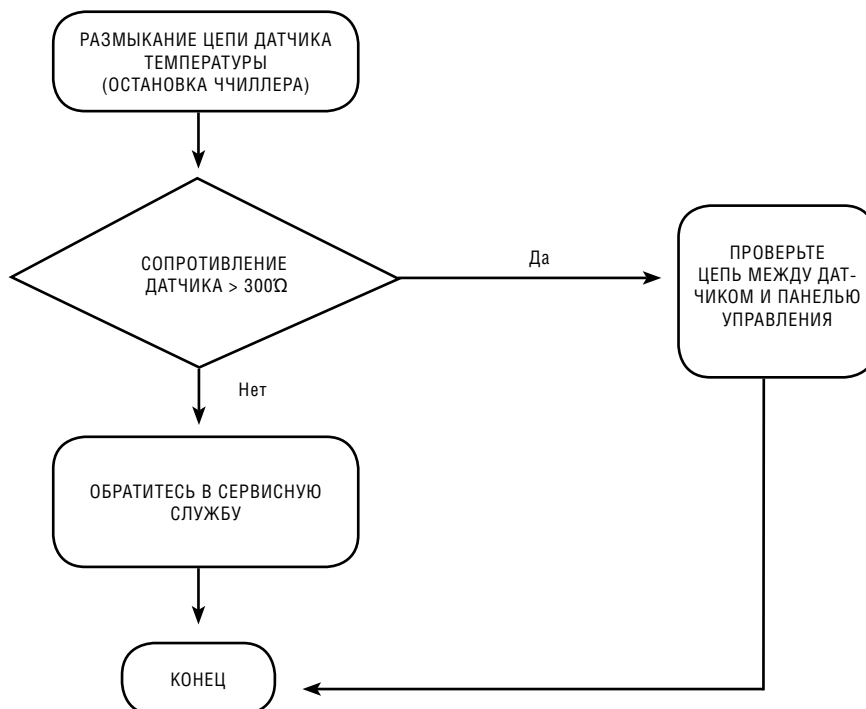 РАЗМЫКАНИЕ ЦЕПИ ДАТЧИКА
ТЕМПЕРАТУРЫ
(ОСТАНОВКА ЧЧИЛЛЕРА)
СОПРОТИВЛЕНИЕ
ДАТЧИКА > 300Ω
Да
ПРОВЕРЬТЕ
ЦЕПЬ МЕЖДУ ДАТ-
ЧИКОМ И ПАНЕЛЬЮ
УПРАВЛЕНИЯ
Нет
ОБРАТИТЕСЬ В СЕРВИСНУЮ
СЛУЖБУ
КОНЕЦ